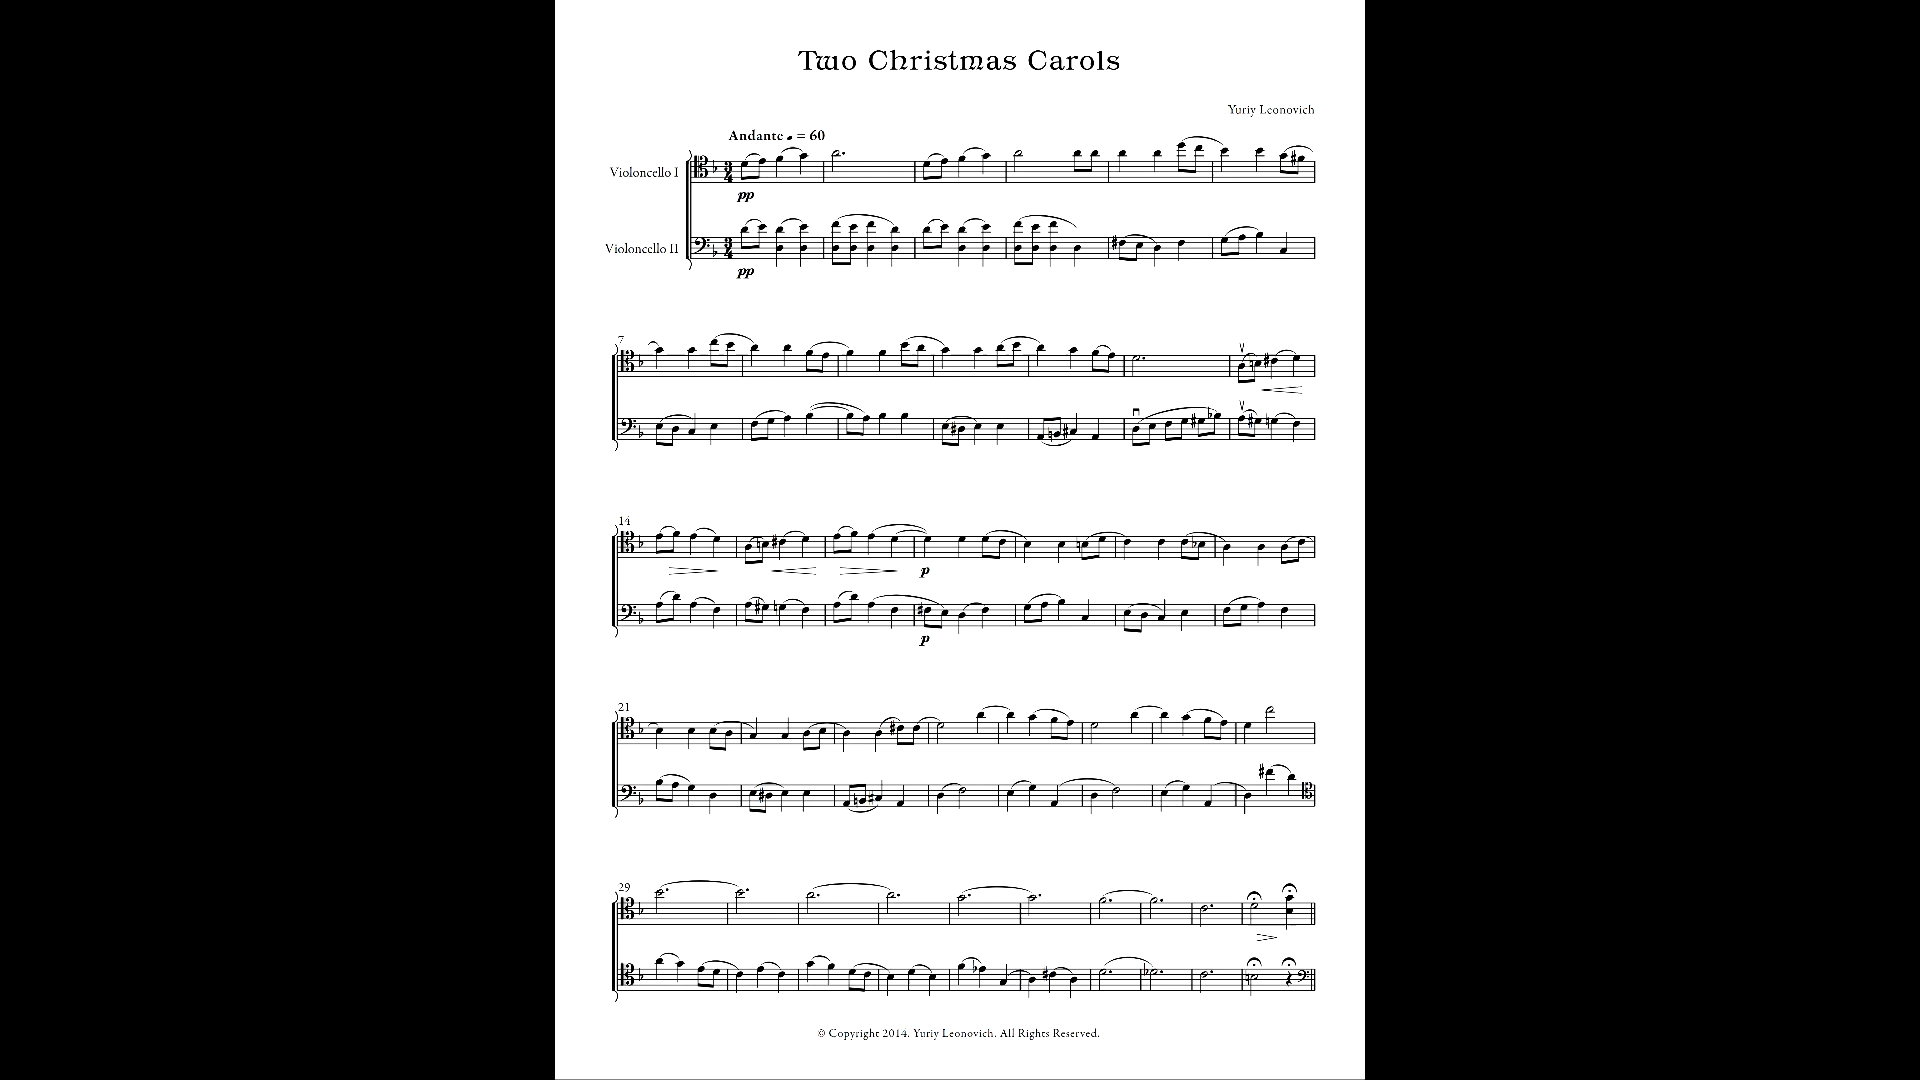 Two Christmas Carols
Yuriy Leonovich
Andante ♩ = 60
Violoncello I
pp
Violoncello II
pp
7
14
p
p
21
29
© Copyright 2014. Yuriy Leonovich. All Rights Reserved.